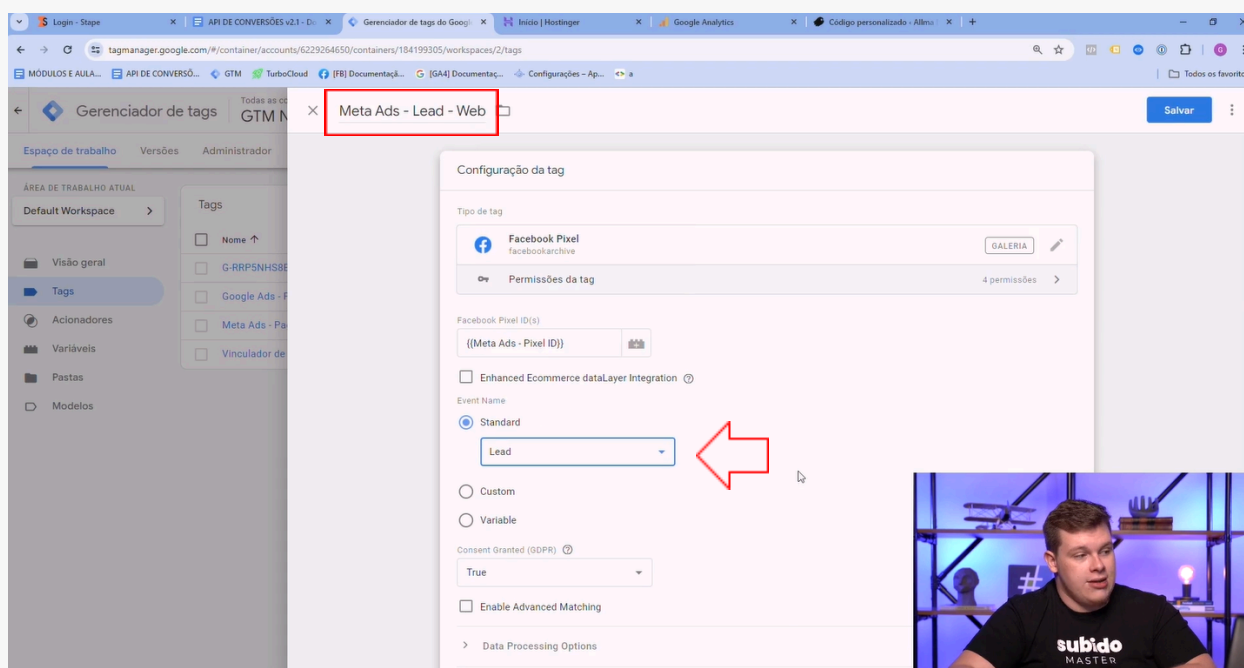 Login - Stape
API DE CONVERSÕES v2.1 - Do
Gerenciador de tags do Googl
Início | Hostinger
Google Analytics
Código personalizado - Allma
tagmanager.google.com/#/container/accounts/6229264650/containers/184199305/workspaces/2/tags
MÓDULOS E AULA...
API DE CONVERSÕ...
GTM
TurboCloud
[FB] Documentaçã...
[GA4] Documentaç...
Configurações – Ap...
a
Todos os favorito
Gerenciador de tags
Todas as co
GTM N
Meta Ads - Lead - Web
Salvar
Espaço de trabalho
Versões
Administrador
ÁREA DE TRABALHO ATUAL
Default Workspace
Visão geral
Tags
Acionadores
Variáveis
Pastas
Modelos
Tags
Nome
G-RRP5NHS8E
Google Ads - P
Meta Ads - Pa
Vinculador de
Configuração da tag
Tipo de tag
Facebook Pixel
facebookarchive
GALERIA
Permissões da tag
4 permissões
Facebook Pixel ID(s)
{{Meta Ads - Pixel ID}}
Enhanced Ecommerce dataLayer Integration
Event Name
Standard
Lead
Custom
Variable
Consent Granted (GDPR)
True
Enable Advanced Matching
Data Processing Options
#
subido
MASTER